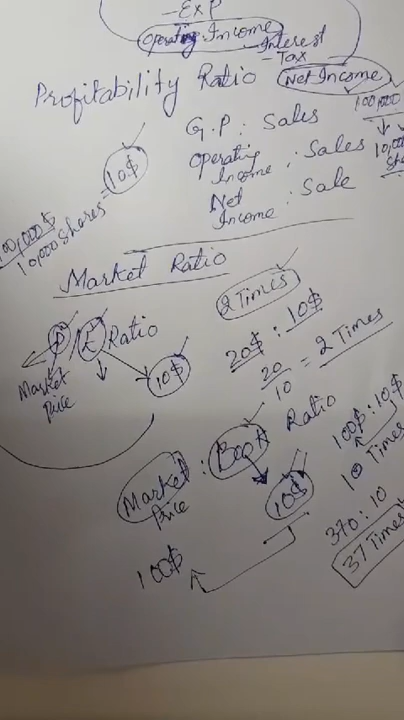 - Exp
Operating Income
- Interest
- Tax
Profitability Ratio
Net Income
100,000
G.P : Sales
Operating Income : Sales
10,000
Net Income : Sale
10$
100,000$
10,000 Shares
Market Ratio
2 Times
P/E Ratio
20$ : 10$
Market Price
10$
20/10 = 2 Times
Market Price : Book Ratio
100$ : 10$
10 Times
10$
370 : 10
37 Times
100$